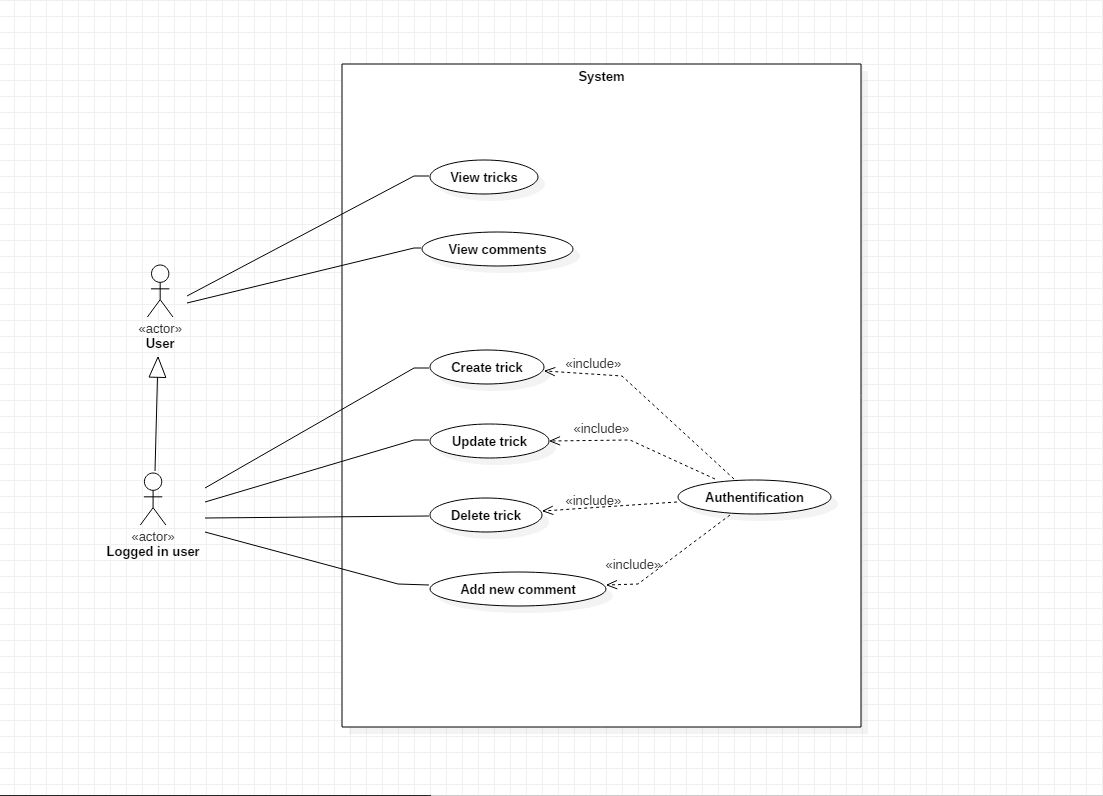 System
View tricks
View comments
«actor»
User
Create trick
«include»
Update trick
«include»
Authentification
Delete trick
«include»
«actor»
Logged in user
«include»
Add new comment